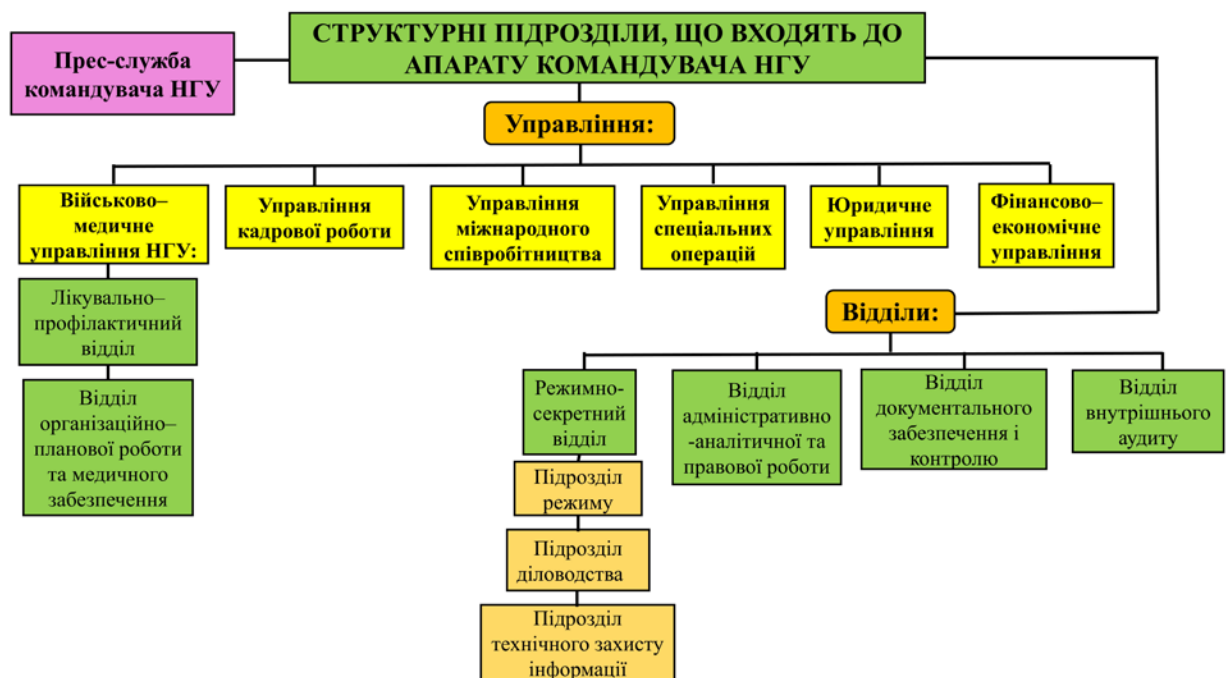 СТРУКТУРНІ ПІДРОЗДІЛИ, ЩО ВХОДЯТЬ ДО
АПАРАТУ КОМАНДУВАЧА НГУ
Прес-служба
командувача НГУ
Управління:
Військово–
медичне
управління НГУ:
Управління
кадрової роботи
Управління
міжнародного
співробітництва
Управління
спеціальних
операцій
Юридичне
управління
Фінансово–
економічне
управління
Лікувально–
профілактичний
відділ
Відділ
організаційно–
планової роботи
та медичного
забезпечення
Відділи:
Режимно-
секретний
відділ
Відділ
адміністративно
-аналітичної та
правової роботи
Відділ
документального
забезпечення і
контролю
Відділ
внутрішнього
аудиту
Підрозділ
режиму
Підрозділ
діловодства
Підрозділ
технічного захисту
інформації